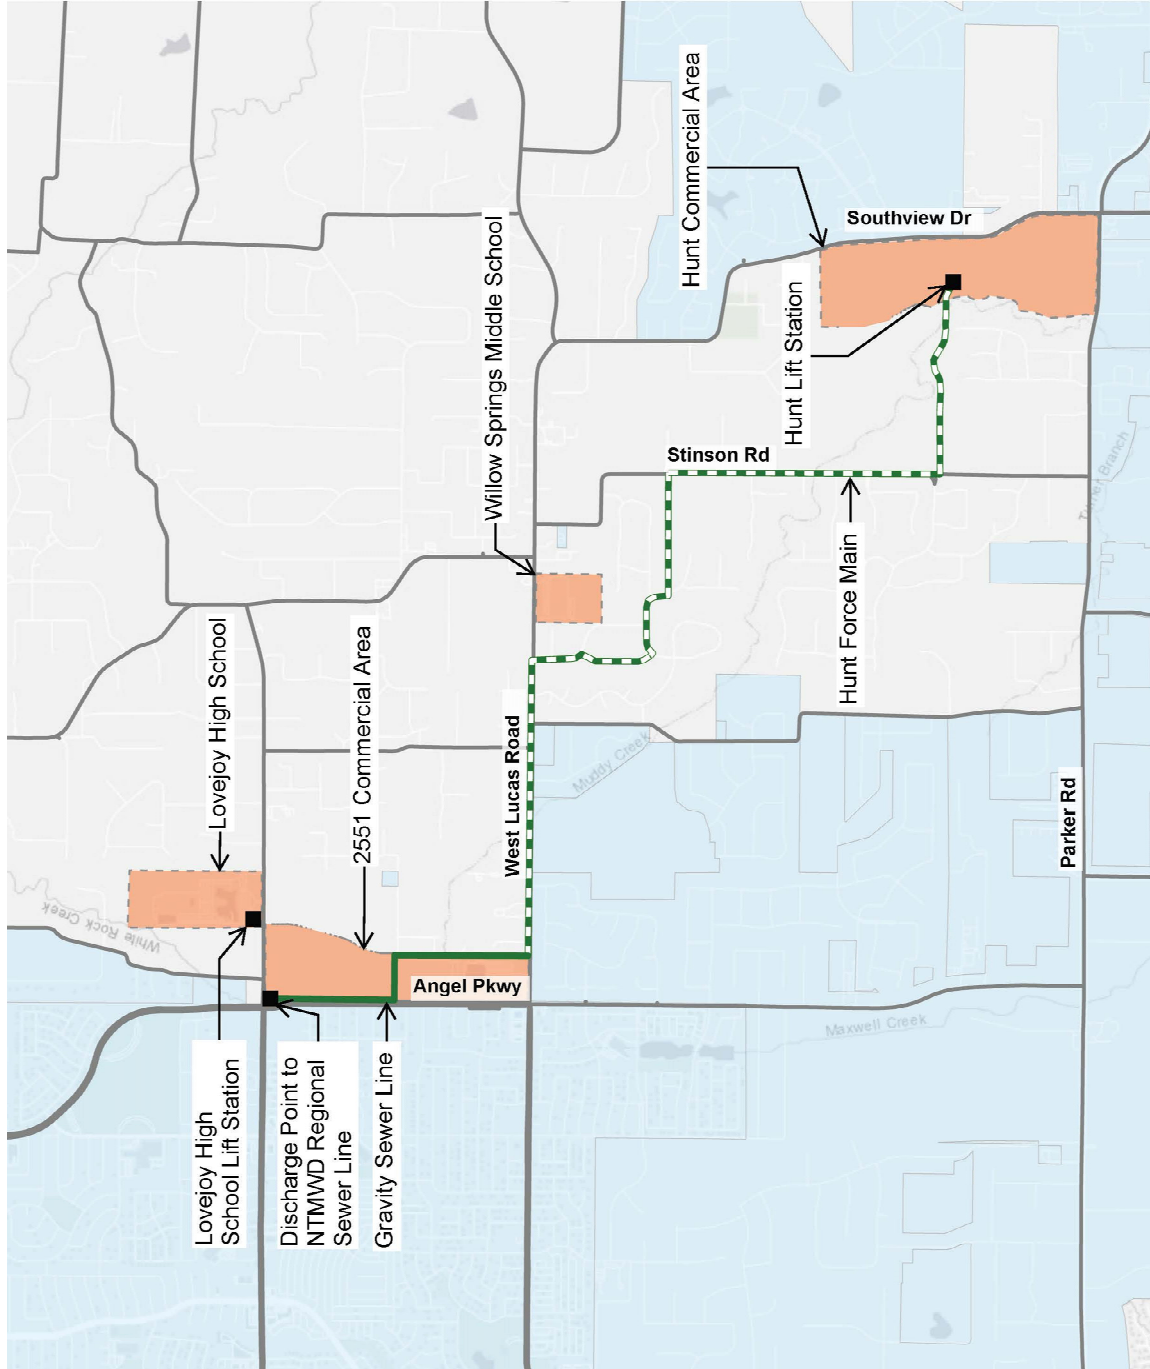 Hunt Commercial Area
Southview Dr
Willow Springs Middle School
Hunt Lift Station
Stinson Rd
Turner Branch
Hunt Force Main
Lovejoy High School
2551 Commercial Area
West Lucas Road
Muddy Creek
Parker Rd
White Rock Creek
Angel Pkwy
Maxwell Creek
Lovejoy High
School Lift Station
Discharge Point to
NTMWD Regional
Sewer Line
Gravity Sewer Line